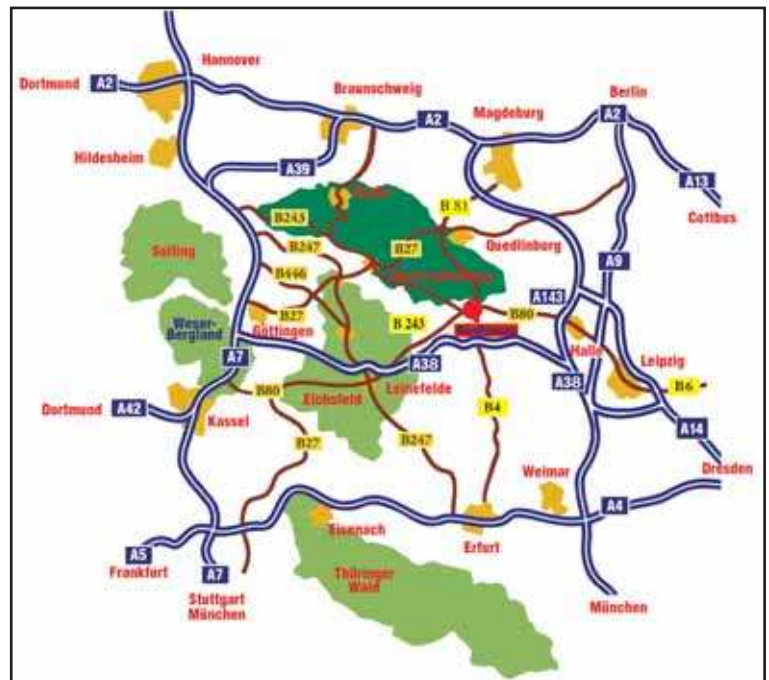 Hannover
Dortmund A2
Braunschweig
A2
Magdeburg
Berlin
A2
Hildesheim
A39
A13
Cottbus
B243
B 81
Solling
B247
B27
Quedlinburg
A9
B446
A143
B27
Göttingen
B 243
B80
Weser-
Bergland
A7
A38
Halle
Leipzig
B80
Eichsfeld
Leinefelde
A38
B6
Dortmund A42
Kassel
B27
B247
B4
A14
Dresden
Weimar
A4
Eisenach
Erfurt
A5
Frankfurt
A7
Stuttgart
München
Thüringer
Wald
München